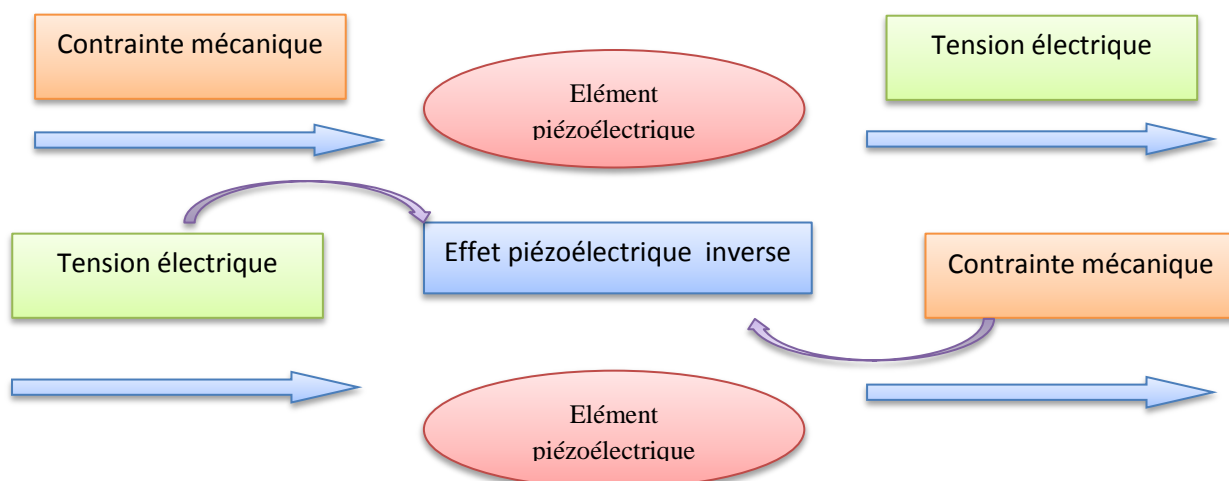 Contrainte mécanique
Elément
piézoélectrique
Tension électrique
Tension électrique
Effet piézoélectrique  inverse
Contrainte mécanique
Elément
piézoélectrique